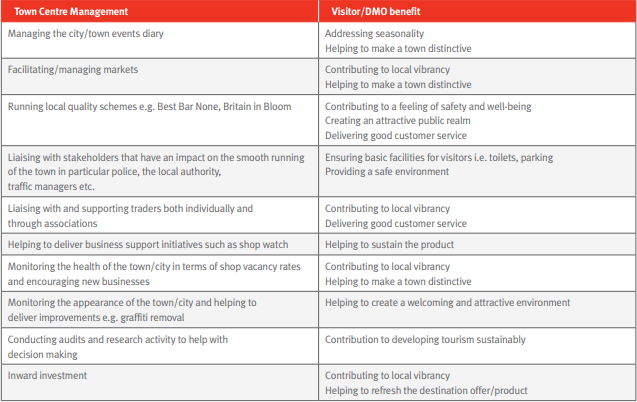 Town Centre Management
Visitor/DMO benefit
Managing the city/town events diary
Addressing seasonality
Helping to make a town distinctive
Facilitating/managing markets
Contributing to local vibrancy
Helping to make a town distinctive
Running local quality schemes e.g. Best Bar None, Britain in Bloom
Contributing to a feeling of safety and well-being
Creating an attractive public realm
Delivering good customer service
Liaising with stakeholders that have an impact on the smooth running
of the town in particular police, the local authority,
traffic managers etc.
Ensuring basic facilities for visitors i.e. toilets, parking
Providing a safe environment
Liaising with and supporting traders both individually and
through associations
Contributing to local vibrancy
Delivering good customer service
Helping to deliver business support initiatives such as shop watch
Helping to sustain the product
Monitoring the health of the town/city in terms of shop vacancy rates
and encouraging new businesses
Contributing to local vibrancy
Helping to make a town distinctive
Monitoring the appearance of the town/city and helping to
deliver improvements e.g. graffiti removal
Helping to create a welcoming and attractive environment
Conducting audits and research activity to help with
decision making
Contribution to developing tourism sustainably
Inward investment
Contributing to local vibrancy
Helping to refresh the destination offer/product